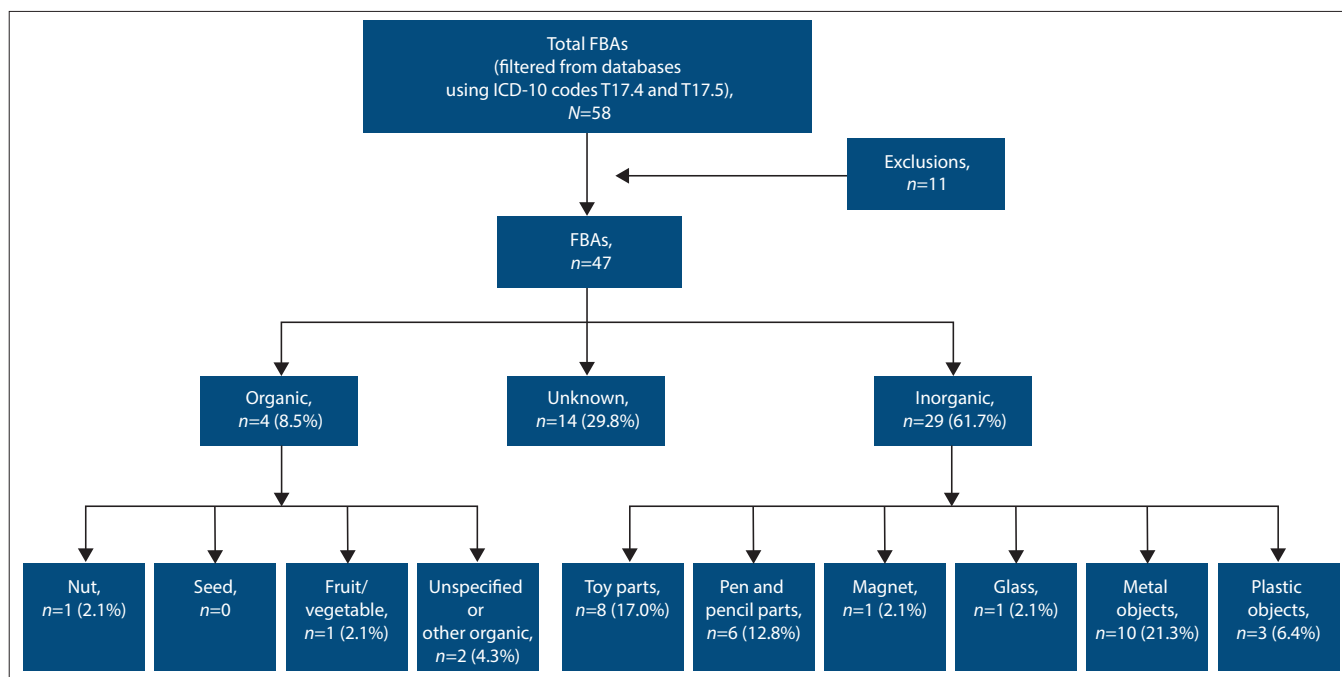 Total FBAs
(filtered from databases
using ICD-10 codes T17.4 and T17.5),
N=58
Exclusions,
n=11
FBAs,
n=47
Organic,
n=4 (8.5%)
Unknown,
n=14 (29.8%)
Inorganic,
n=29 (61.7%)
Nut,
n=1 (2.1%)
Seed,
n=0
Fruit/
vegetable,
n=1 (2.1%)
Unspecified
or
other organic,
n=2 (4.3%)
Toy parts,
n=8 (17.0%)
Pen and
pencil parts,
n=6 (12.8%)
Magnet,
n=1 (2.1%)
Glass,
n=1 (2.1%)
Metal
objects,
n=10 (21.3%)
Plastic
objects,
n=3 (6.4%)